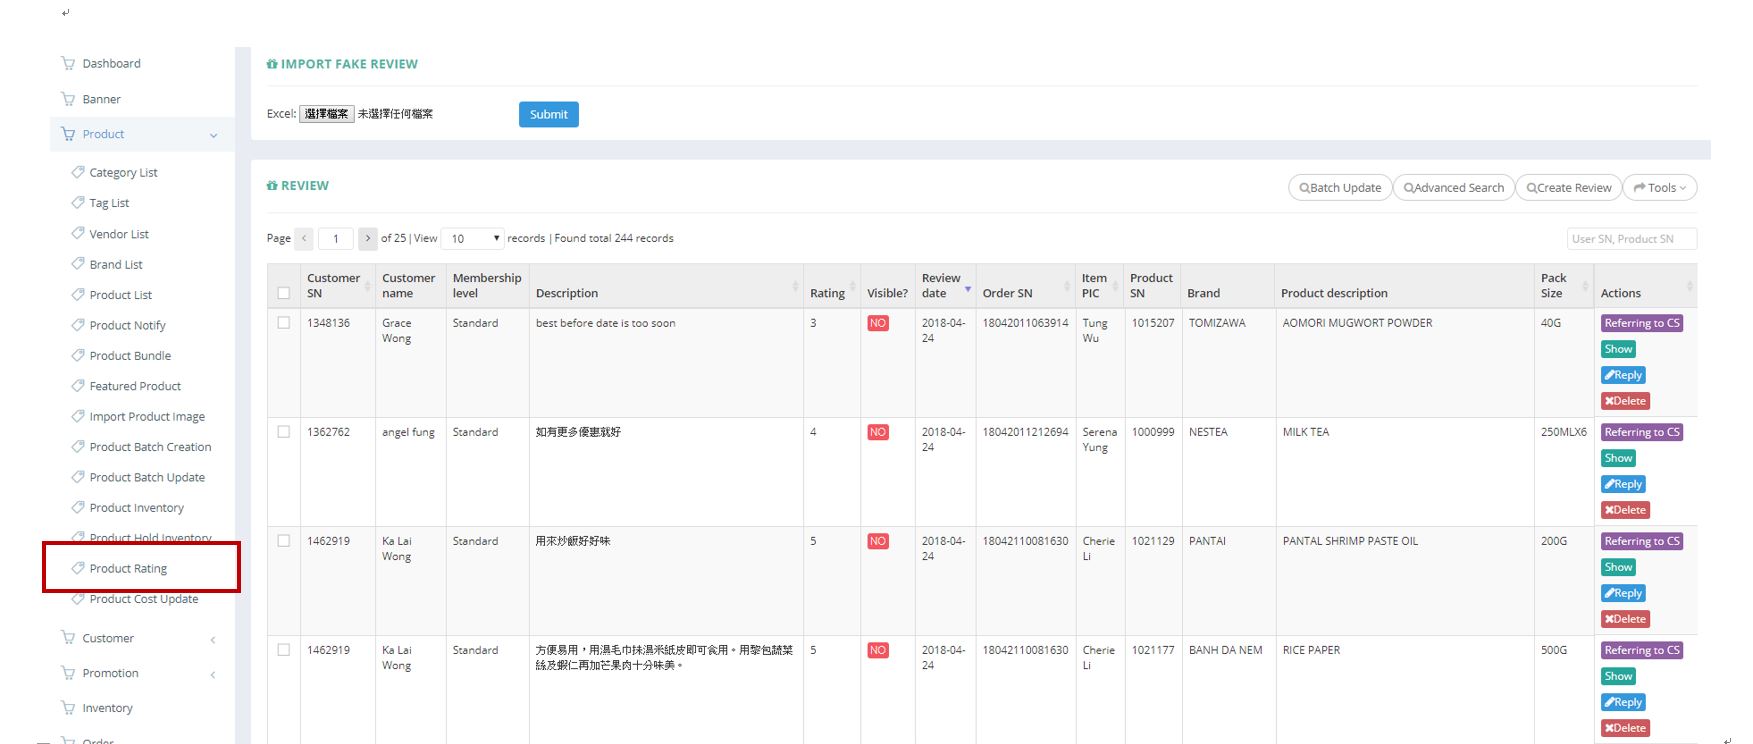 Dashboard
Banner
Product
Category List
Tag List
Vendor List
Brand List
Product List
Product Notify
Product Bundle
Featured Product
Import Product Image
Product Batch Creation
Product Batch Update
Product Inventory
Product Hold Inventory
Product Rating
Product Cost Update
Customer
Promotion
Inventory
Order
IMPORT FAKE REVIEW
Excel: 選擇檔案 未選擇任何檔案 Submit
REVIEW
Batch Update Advanced Search Create Review Tools
Page 1 of 25 | View 10 records | Found total 244 records User SN, Product SN
Customer SN Customer name Membership level Description Rating Visible? Review date Order SN Item PIC Product SN Brand Product description Pack Size Actions
1348136 Grace Wong Standard best before date is too soon 3 NO 2018-04-24 18042011063914 Tung Wu 1015207 TOMIZAWA AOMORI MUGWORT POWDER 40G Referring to CS
Show
Reply
Delete
1362762 angel fung Standard 如有更多優惠就好 4 NO 2018-04-24 18042011212694 Serena Yung 1000999 NESTEA MILK TEA 250MLX6 Referring to CS
Show
Reply
Delete
1462919 Ka Lai Wong Standard 用來炒飯好好味 5 NO 2018-04-24 18042110081630 Cherie Li 1021129 PANTAI PANTAL SHRIMP PASTE OIL 200G Referring to CS
Show
Reply
Delete
1462919 Ka Lai Wong Standard 方便易用，用濕毛巾抹濕米紙皮即可食用。用黎包蔬菜絲及蝦仁再加芒果肉十分味美。 5 NO 2018-04-24 18042110081630 Cherie Li 1021177 BANH DA NEM RICE PAPER 500G Referring to CS
Show
Reply
Delete